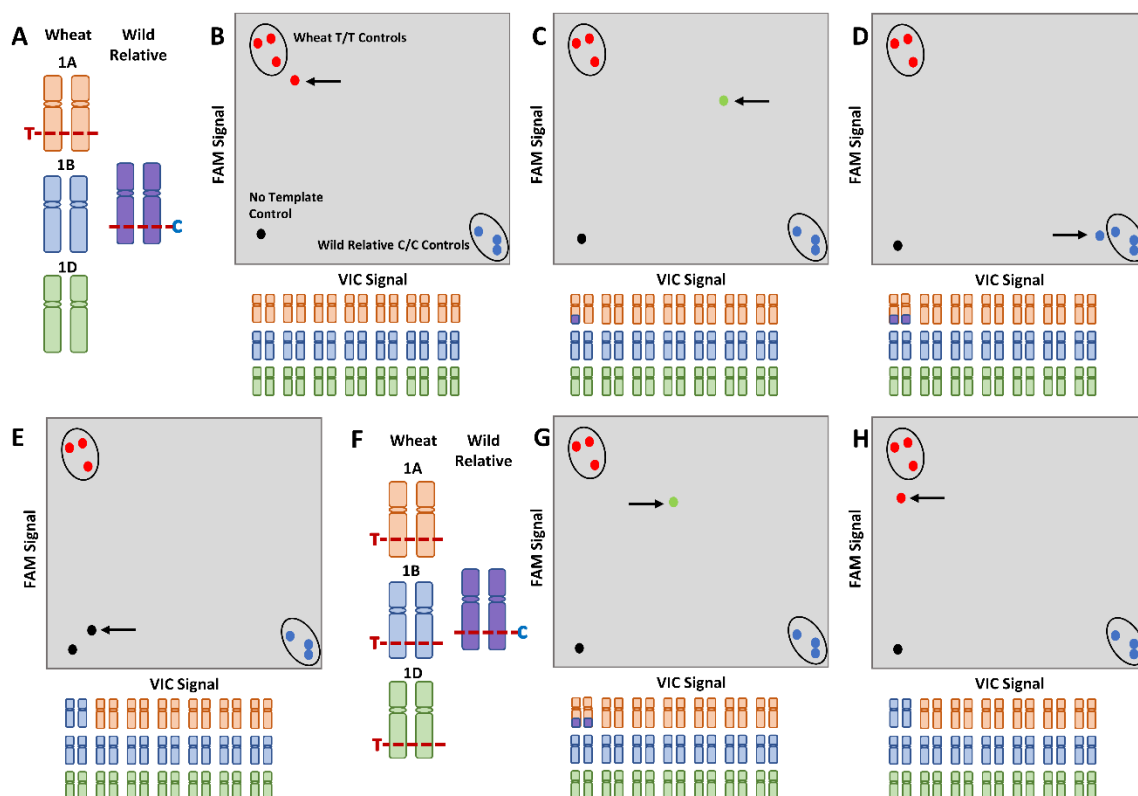 A
Wheat
Wild
Relative
1A
T
1B
C
1D
B
Wheat T/T Controls
FAM Signal
No Template
Control
Wild Relative C/C Controls
VIC Signal
C
FAM Signal
VIC Signal
D
FAM Signal
VIC Signal
E
FAM Signal
VIC Signal
F
Wheat
Wild
Relative
1A
T
1B
T
C
1D
T
G
FAM Signal
VIC Signal
H
FAM Signal
VIC Signal